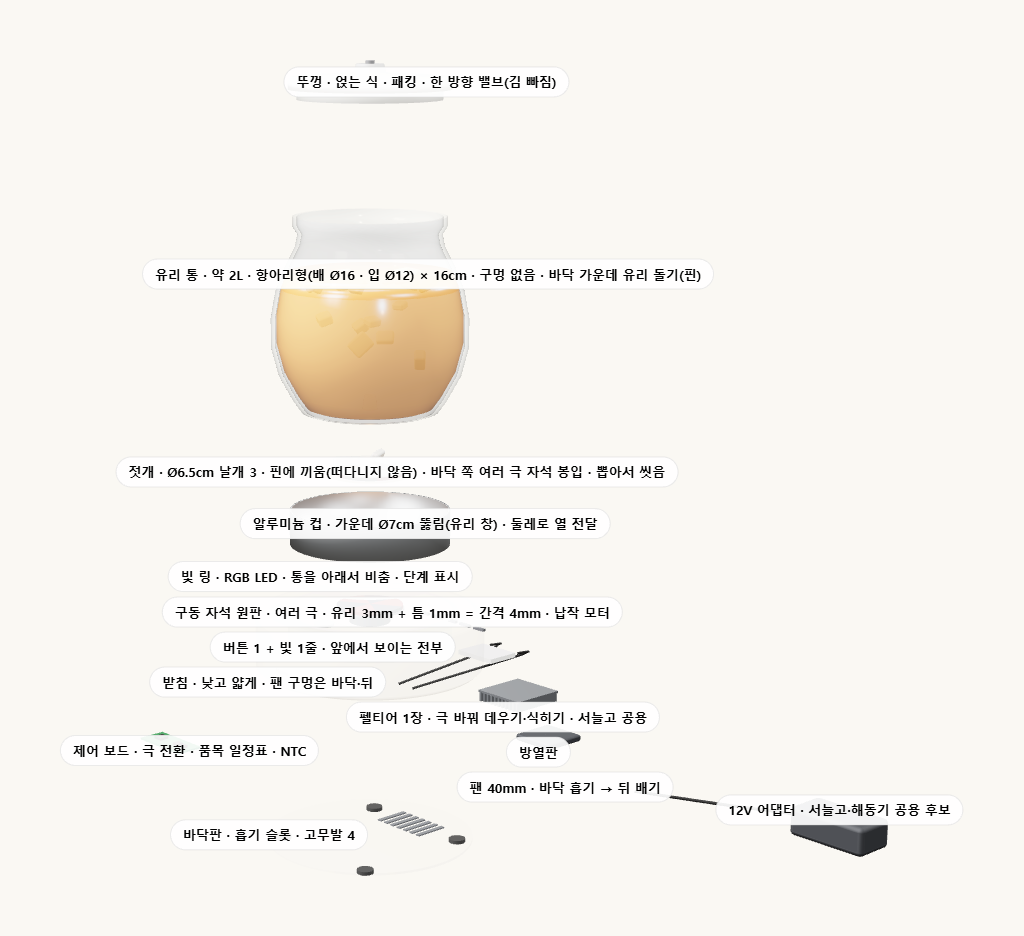 뚜껑 · 얹는 식 · 패킹 · 한 방향 밸브(김 빠짐)
유리 통 · 약 2L · 항아리형(배 Ø16 · 입 Ø12) × 16cm · 구멍 없음 · 바닥 가운데 유리 돌기(핀)
젓개 · Ø6.5cm 날개 3 · 핀에 끼움(떠다니지 않음) · 바닥 쪽 여러 극 자석 봉입 · 뽑아서 씻음
알루미늄 컵 · 가운데 Ø7cm 뚫림(유리 창) · 둘레로 열 전달
빛 링 · RGB LED · 통을 아래서 비춤 · 단계 표시
구동 자석 원판 · 여러 극 · 유리 3mm + 틈 1mm = 간격 4mm · 납작 모터
버튼 1 + 빛 1줄 · 앞에서 보이는 전부
받침 · 낮고 얇게 · 팬 구멍은 바닥·뒤
펠티어 1장 · 극 바꿔 데우기·식히기 · 서늘고 공용
제어 보드 · 극 전환 · 품목 일정표 · NTC
방열판
팬 40mm · 바닥 흡기 → 뒤 배기
12V 어댑터 · 서늘고·해동기 공용 후보
바닥판 · 흡기 슬롯 · 고무발 4